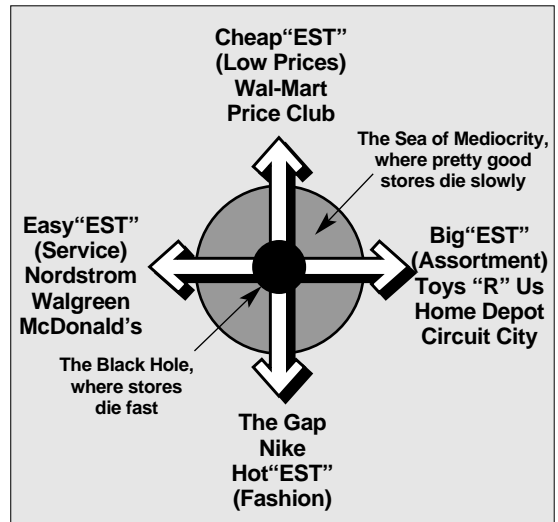 Cheap“EST”
(Low Prices)
Wal-Mart
Price Club
The Sea of Mediocrity,
where pretty good
stores die slowly
Easy“EST”
(Service)
Nordstrom
Walgreen
McDonald’s
Big“EST”
(Assortment)
Toys “R” Us
Home Depot
Circuit City
The Black Hole,
where stores
die fast
The Gap
Nike
Hot“EST”
(Fashion)